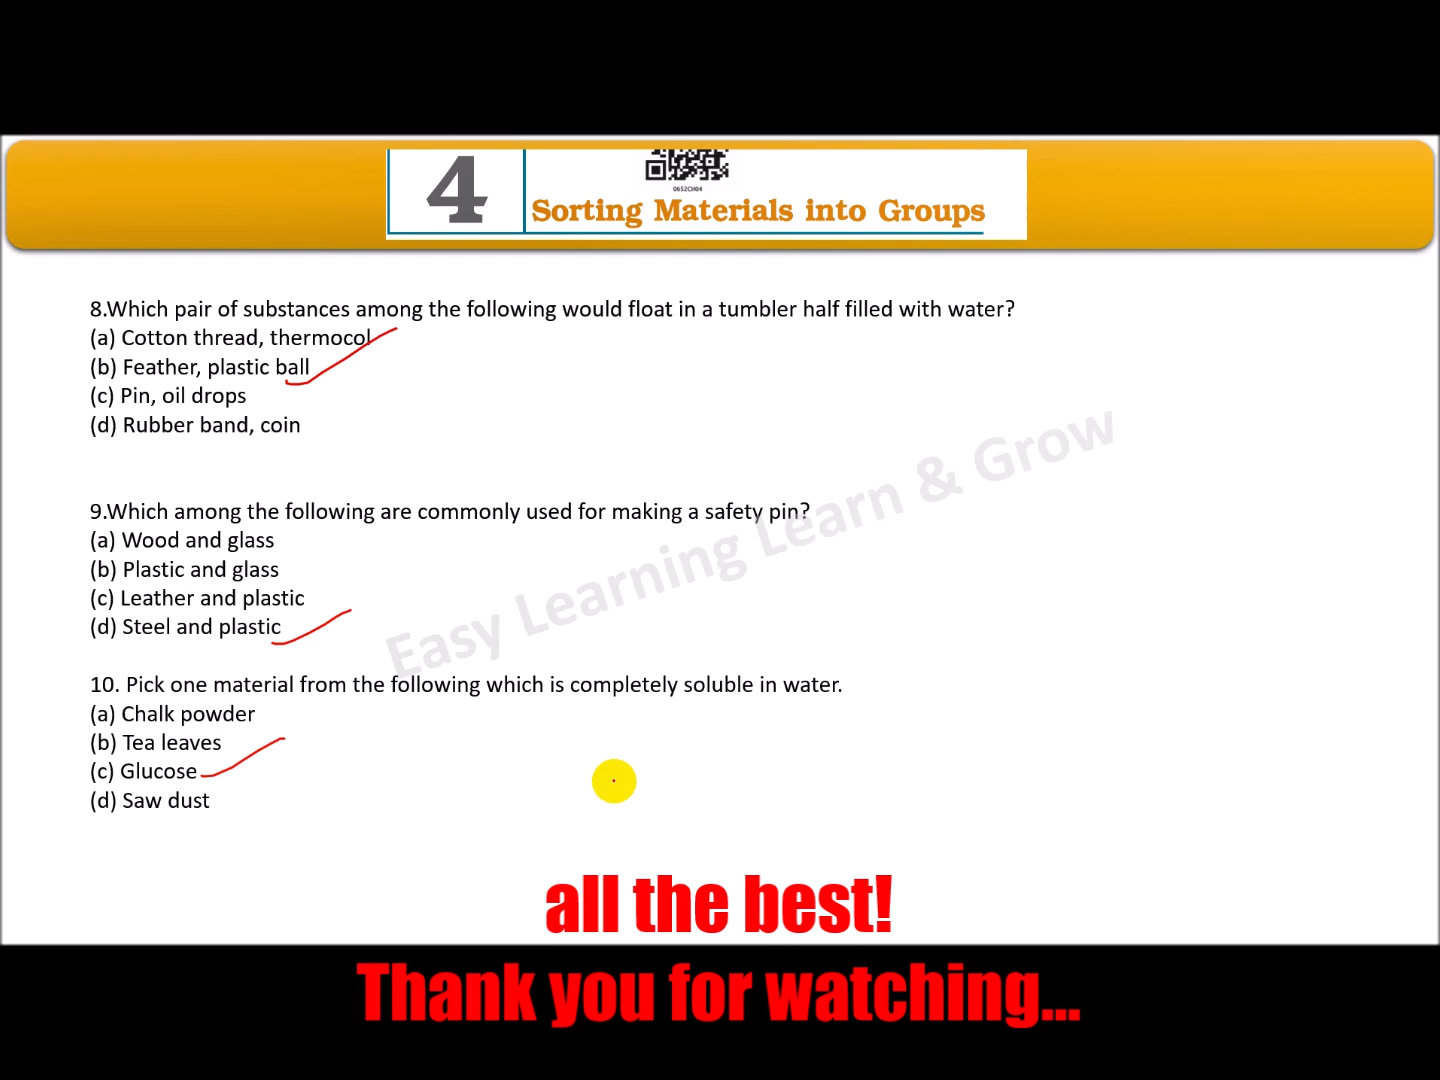 4
0652CH04
Sorting Materials into Groups
8.Which pair of substances among the following would float in a tumbler half filled with water?
(a) Cotton thread, thermocol
(b) Feather, plastic ball
(c) Pin, oil drops
(d) Rubber band, coin
9.Which among the following are commonly used for making a safety pin?
(a) Wood and glass
(b) Plastic and glass
(c) Leather and plastic
(d) Steel and plastic
Easy Learning Learn & Grow
10. Pick one material from the following which is completely soluble in water.
(a) Chalk powder
(b) Tea leaves
(c) Glucose
(d) Saw dust
all the best!
Thank you for watching...